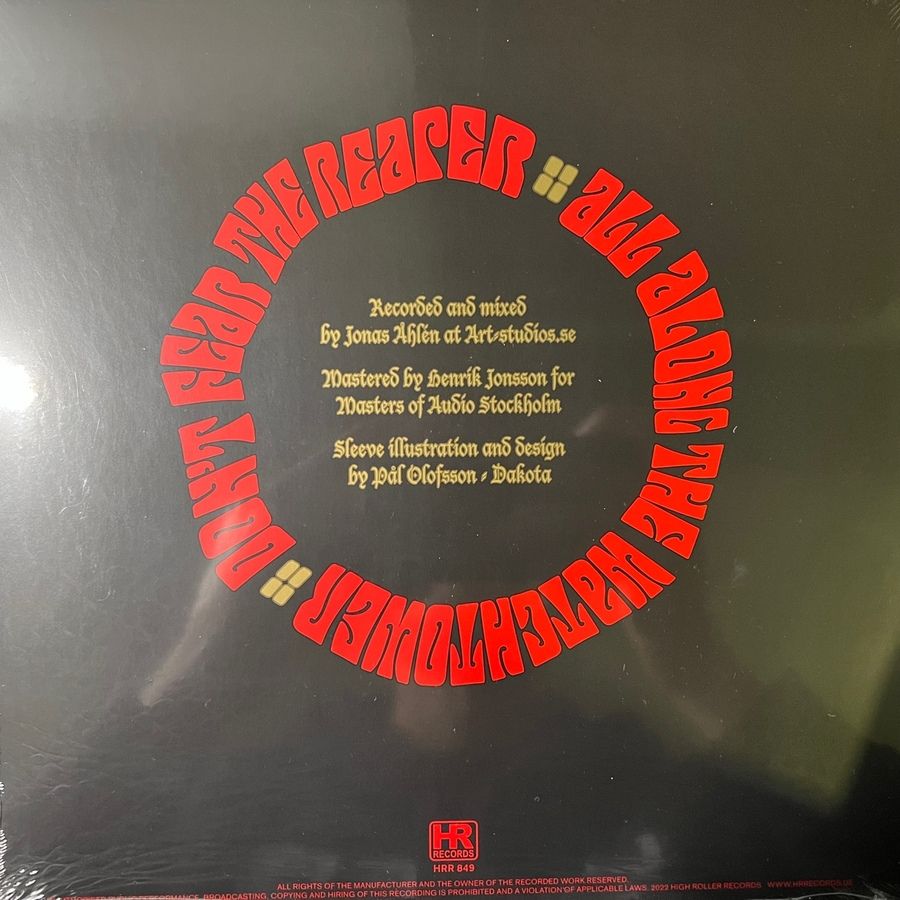 DONT FEAR THE REAPER
ALL ALONG THE WATCHTOWER
Recorded and mixed
by Jonas Åhlén at Art-studios.se
Mastered by Henrik Jonsson for
Masters of Audio Stockholm
Sleeve illustration and design
by Pål Olofsson - Dakota
HR
RECORDS
HRR 849
ALL RIGHTS OF THE MANUFACTURER AND THE OWNER OF THE RECORDED WORK RESERVED.
PERFORMANCE, BROADCASTING, COPYING AND HIRING OF THIS RECORDING IS PROHIBITED AND A VIOLATION OF APPLICABLE LAWS. 2022 HIGH ROLLER RECORDS WWW.HRRECORDS.DE